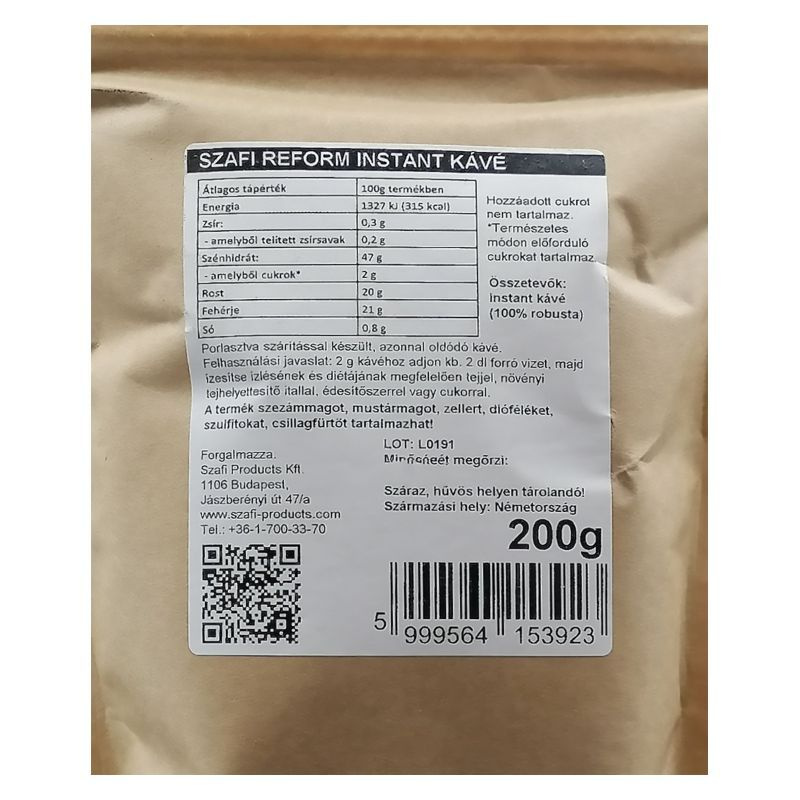 SZAFI REFORM INSTANT KÁVÉ
Átlagos tápérték 100g termékben
Energia 1327 kJ (315 kcal)
Zsír: 0,3 g
- amelyből telített zsírsavak 0,2 g
Szénhidrát: 47 g
- amelyből cukrok* 2 g
Rost 20 g
Fehérje 21 g
Só 0,8 g
Hozzáadott cukrot
nem tartalmaz.
*Természetes
módon előforduló
cukrokat tartalmaz
Összetevők:
Instant kávé
(100% robusta)
Porlasztva szárítással készült, azonnal oldódó kávé.
Felhasználási javaslat: 2 g kávéhoz adjon kb. 2 dl forró vizet, majd
ízesítse ízlésének és diétájának megfelelően tejjel, növényi
tejhelyettesítő itallal, édesítőszerrel vagy cukorral.
A termék szezámmagot, mustármagot, zellert, dióféléket,
szulfitokat, csillagfürtöt tartalmazhat!
Forgalmazza:
Szafi Products Kft.
1106 Budapest,
Jászberényi út 47/a
www.szafi-products.com
Tel.: +36-1-700-33-70
LOT: L0191
Minőségét megőrzi:
Száraz, hűvös helyen tárolandó!
Származási hely: Németország
200g
5 999564 153923